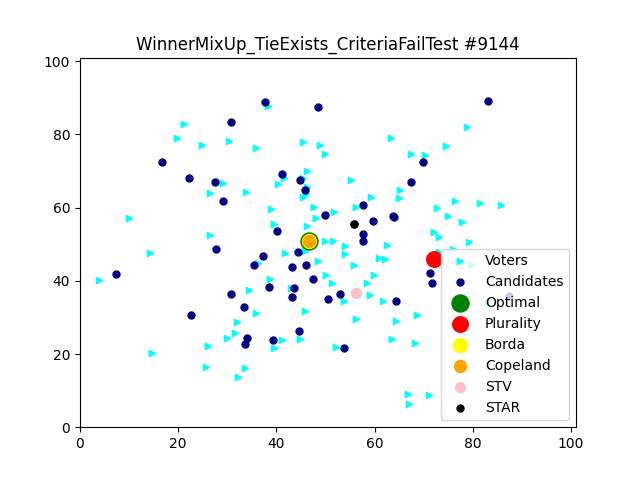 WinnerMixUp_TieExists_CriteriaFailTest #9144
100
80
60
40
20
0
0 20 40 60 80 100
Voters
Candidates
Optimal
Plurality
Borda
Copeland
STV
STAR